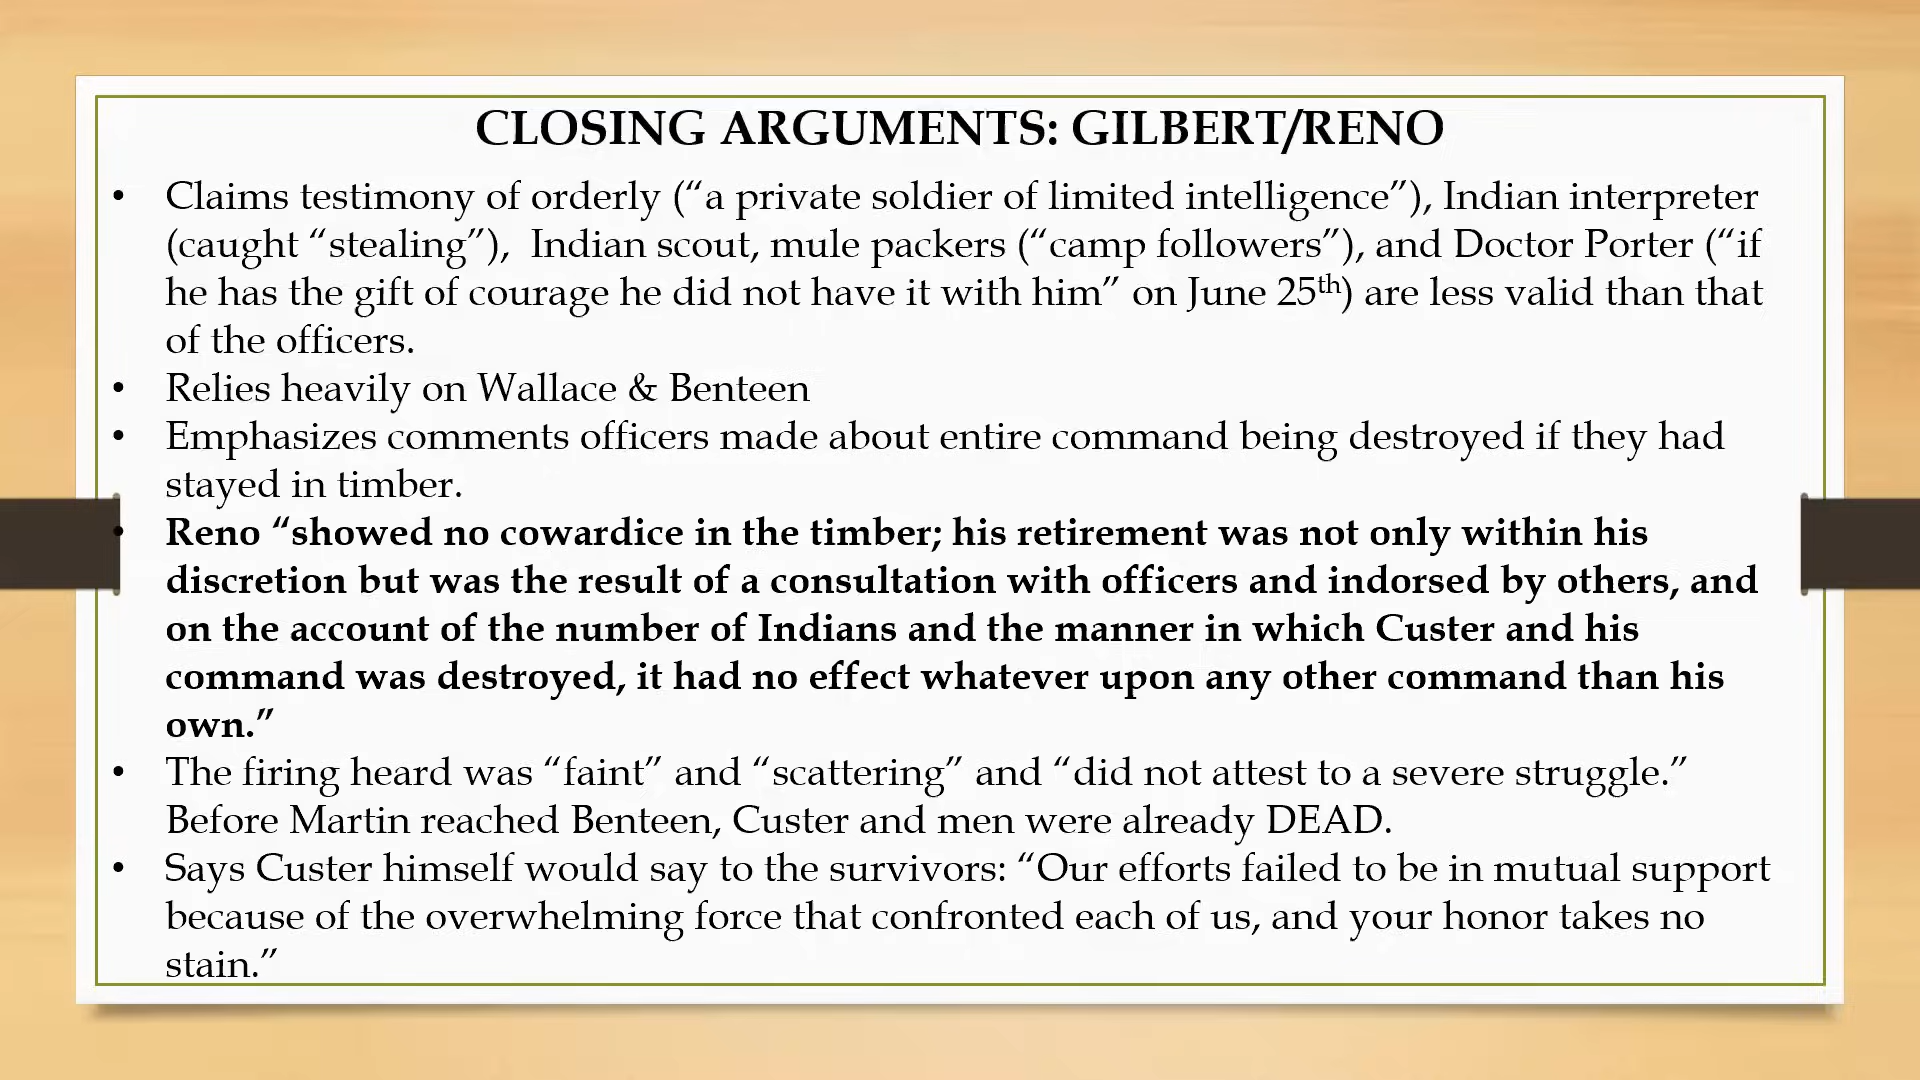 CLOSING ARGUMENTS: GILBERT/RENO
• Claims testimony of orderly (“a private soldier of limited intelligence”), Indian interpreter
(caught “stealing”),  Indian scout, mule packers (“camp followers”), and Doctor Porter (“if
he has the gift of courage he did not have it with him” on June 25th) are less valid than that
of the officers.
• Relies heavily on Wallace & Benteen
• Emphasizes comments officers made about entire command being destroyed if they had
stayed in timber.
• Reno “showed no cowardice in the timber; his retirement was not only within his
discretion but was the result of a consultation with officers and indorsed by others, and
on the account of the number of Indians and the manner in which Custer and his
command was destroyed, it had no effect whatever upon any other command than his
own.”
• The firing heard was “faint” and “scattering” and “did not attest to a severe struggle.”
Before Martin reached Benteen, Custer and men were already DEAD.
• Says Custer himself would say to the survivors: “Our efforts failed to be in mutual support
because of the overwhelming force that confronted each of us, and your honor takes no
stain.”